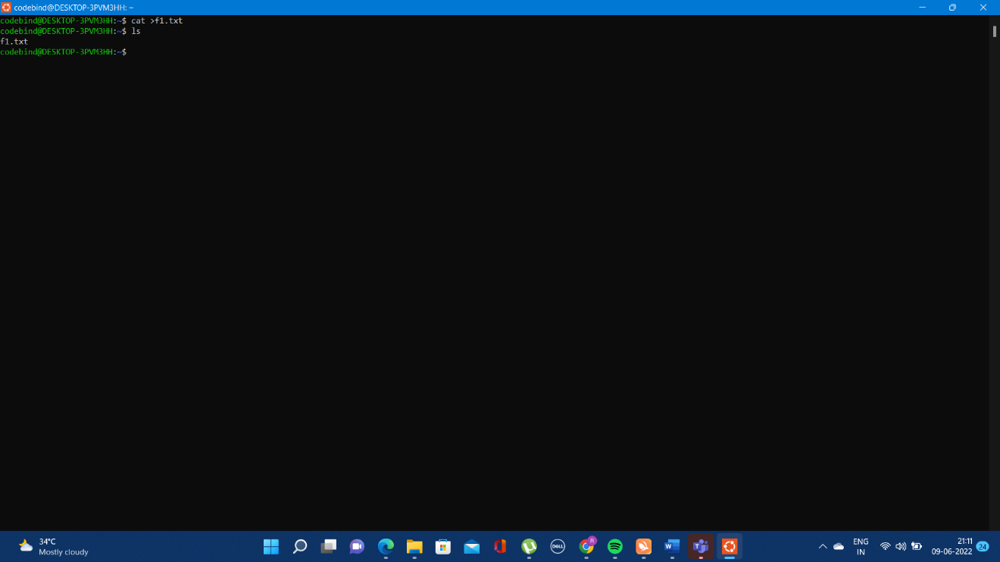 codebind@DESKTOP-3PVM3HH: ~
codebind@DESKTOP-3PVM3HH:~$ cat >f1.txt
codebind@DESKTOP-3PVM3HH:~$ ls
f1.txt
codebind@DESKTOP-3PVM3HH:~$
34°C
Mostly cloudy
DELL
R
W
T
ENG
IN
21:11
09-06-2022
24